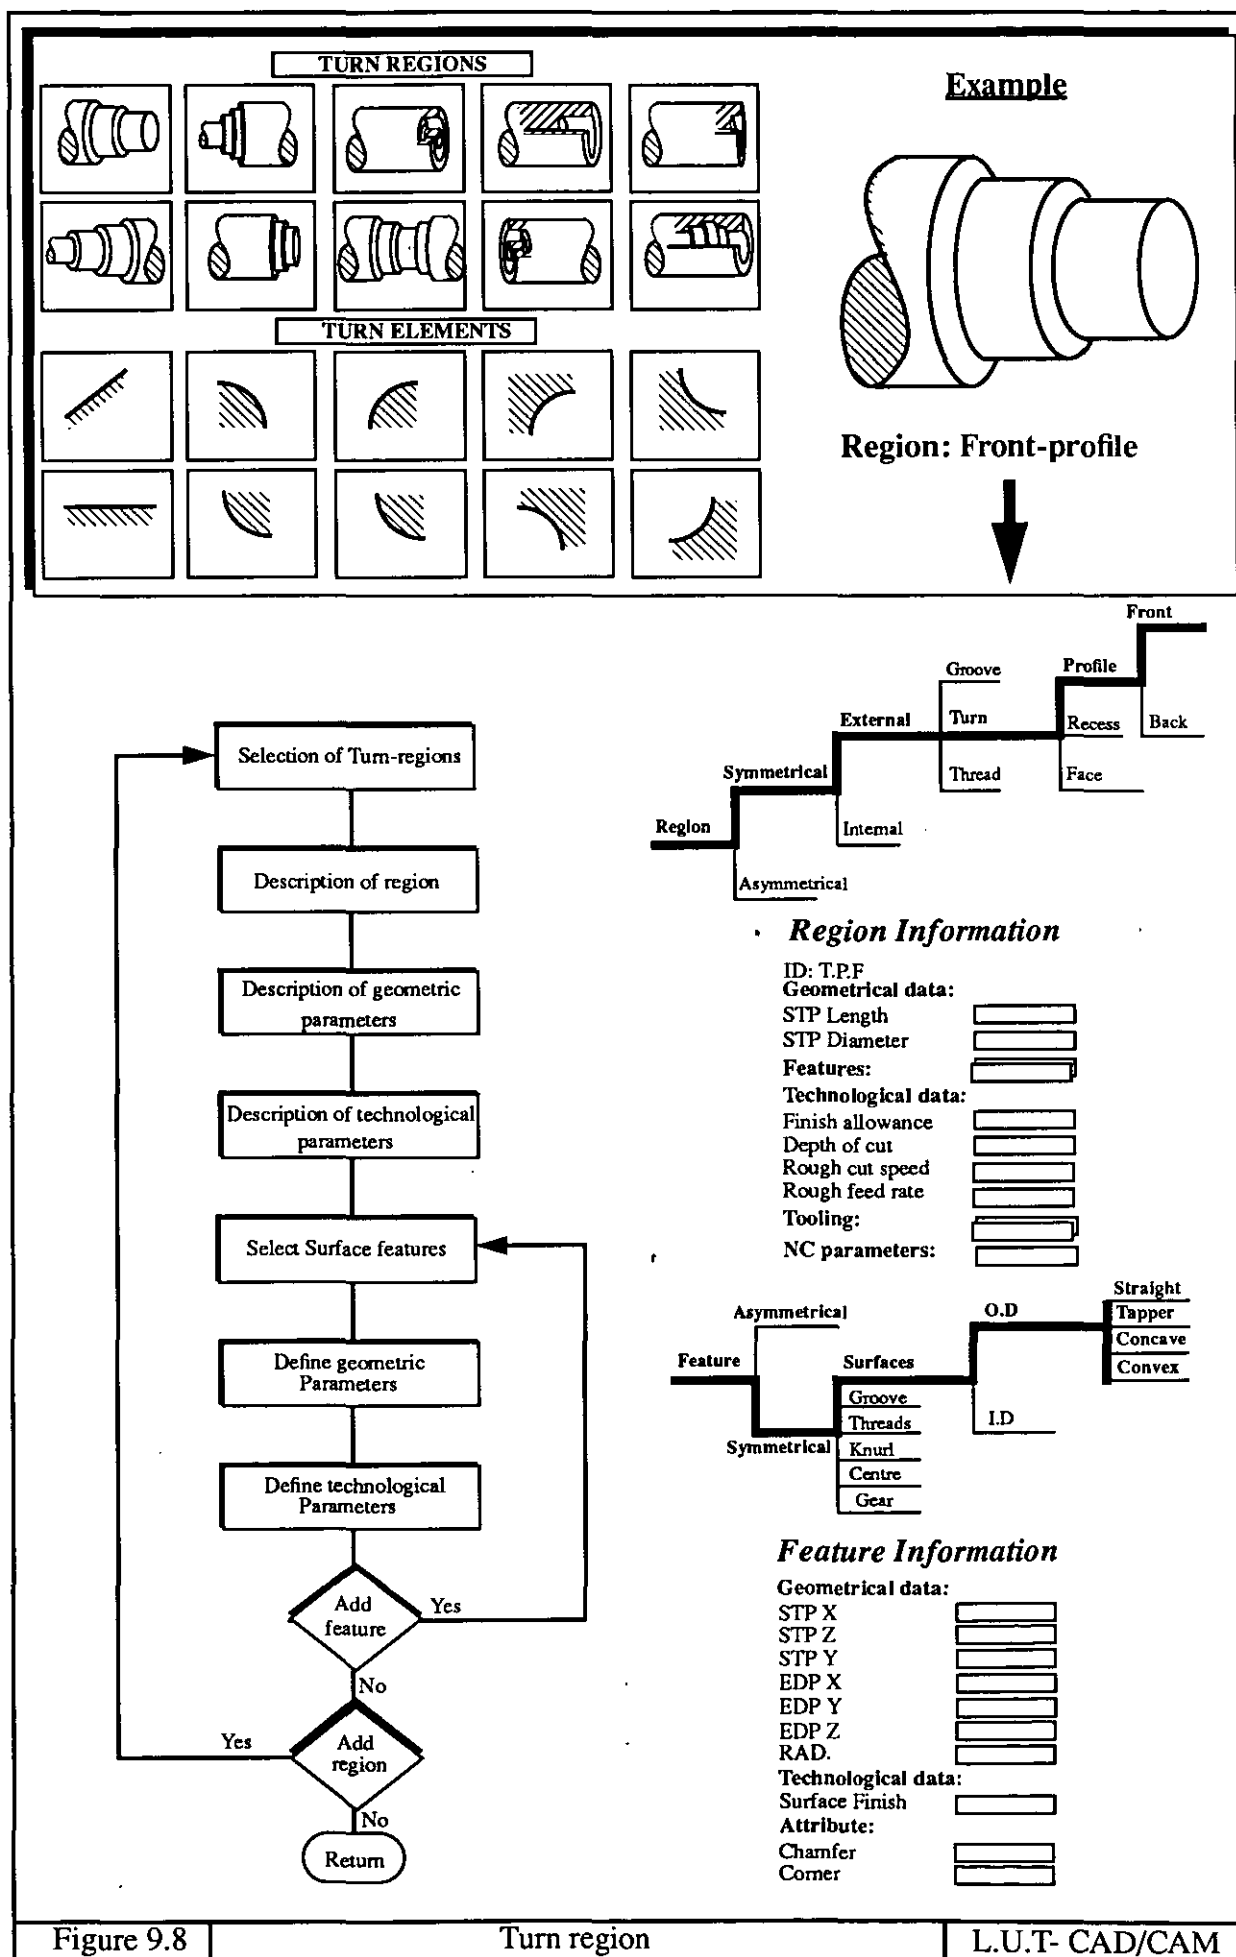 TURN REGIONS
Example
TURN ELEMENTS
Region: Front-profile
Front
Groove
Profile
External
Turn
Recess
Back
Symmetrical
Thread
Face
Region
Internal
Asymmetrical
Selection of Turn-regions
Description of region
Description of geometric
parameters
Description of technological
parameters
Select Surface features
Define geometric
Parameters
Define technological
Parameters
Add
feature
Yes
No
Add
region
Yes
No
Return
Region Information
ID: T.P.F
Geometrical data:
STP Length
STP Diameter
Features:
Technological data:
Finish allowance
Depth of cut
Rough cut speed
Rough feed rate
Tooling:
NC parameters:
Straight
Asymmetrical
O.D
Tapper
Concave
Feature
Surfaces
Convex
Groove
Threads
I.D
Symmetrical
Knurl
Centre
Gear
Feature Information
Geometrical data:
STP X
STP Z
STP Y
EDP X
EDP Y
EDP Z
RAD.
Technological data:
Surface Finish
Attribute:
Chamfer
Corner
Figure 9.8
Turn region
L.U.T- CAD/CAM